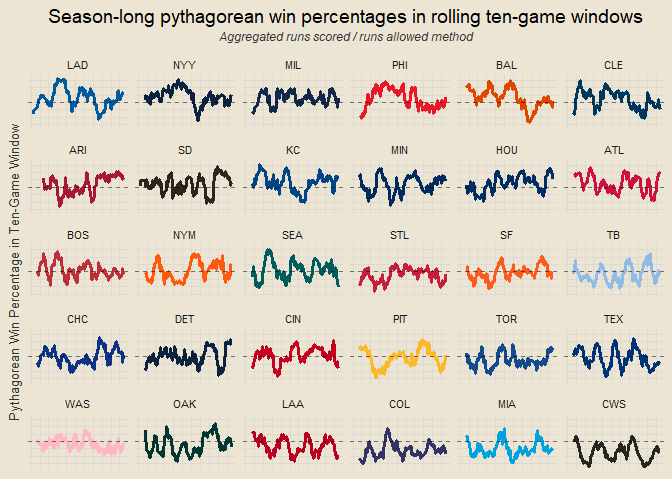 Season-long pythagorean win percentages in rolling ten-game windows
Aggregated runs scored / runs allowed method
Pythagorean Win Percentage in Ten-Game Window
LAD NYY MIL PHI BAL CLE
ARI SD KC MIN HOU ATL
BOS NYM SEA STL SF TB
CHC DET CIN PIT TOR TEX
WAS OAK LAA COL MIA CWS